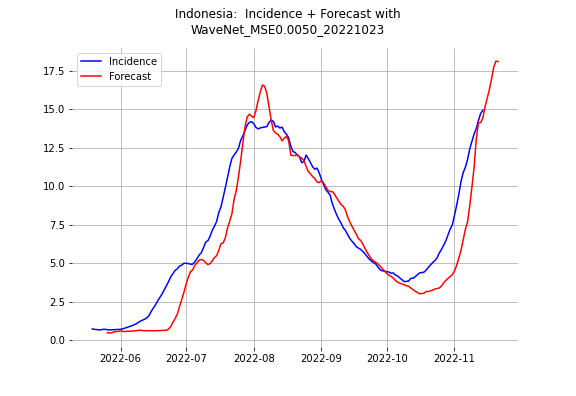 Indonesia:  Incidence + Forecast with
WaveNet_MSE0.0050_20221023
Incidence
Forecast
17.5
15.0
12.5
10.0
7.5
5.0
2.5
0.0
2022-06 2022-07 2022-08 2022-09 2022-10 2022-11